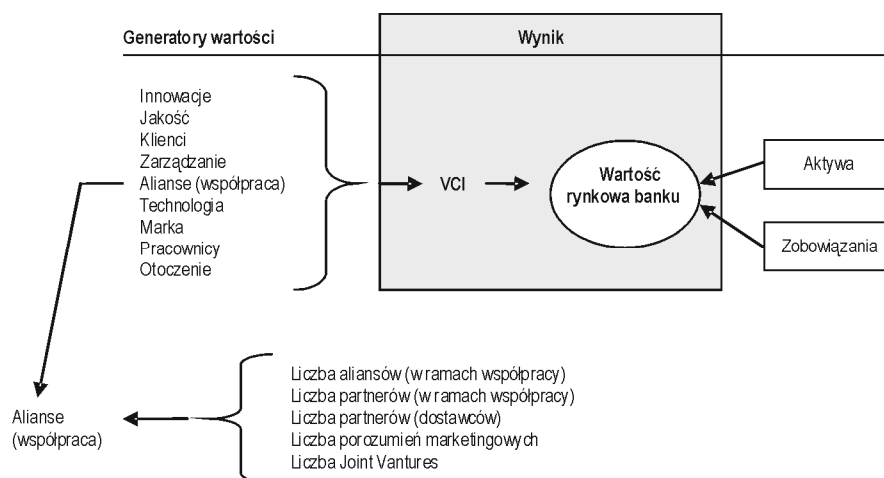 Generatory wartości
Wynik
Innowacje
Jakość
Klienci
Zarządzanie
Alianse (współpraca)
Technologia
Marka
Pracownicy
Otoczenie
VCI
Wartość
rynkowa banku
Aktywa
Zobowiązania
Alianse
(współpraca)
Liczba aliansów (w ramach współpracy)
Liczba partnerów (w ramach współpracy)
Liczba partnerów (dostawców)
Liczba porozumień marketingowych
Liczba Joint Vantures